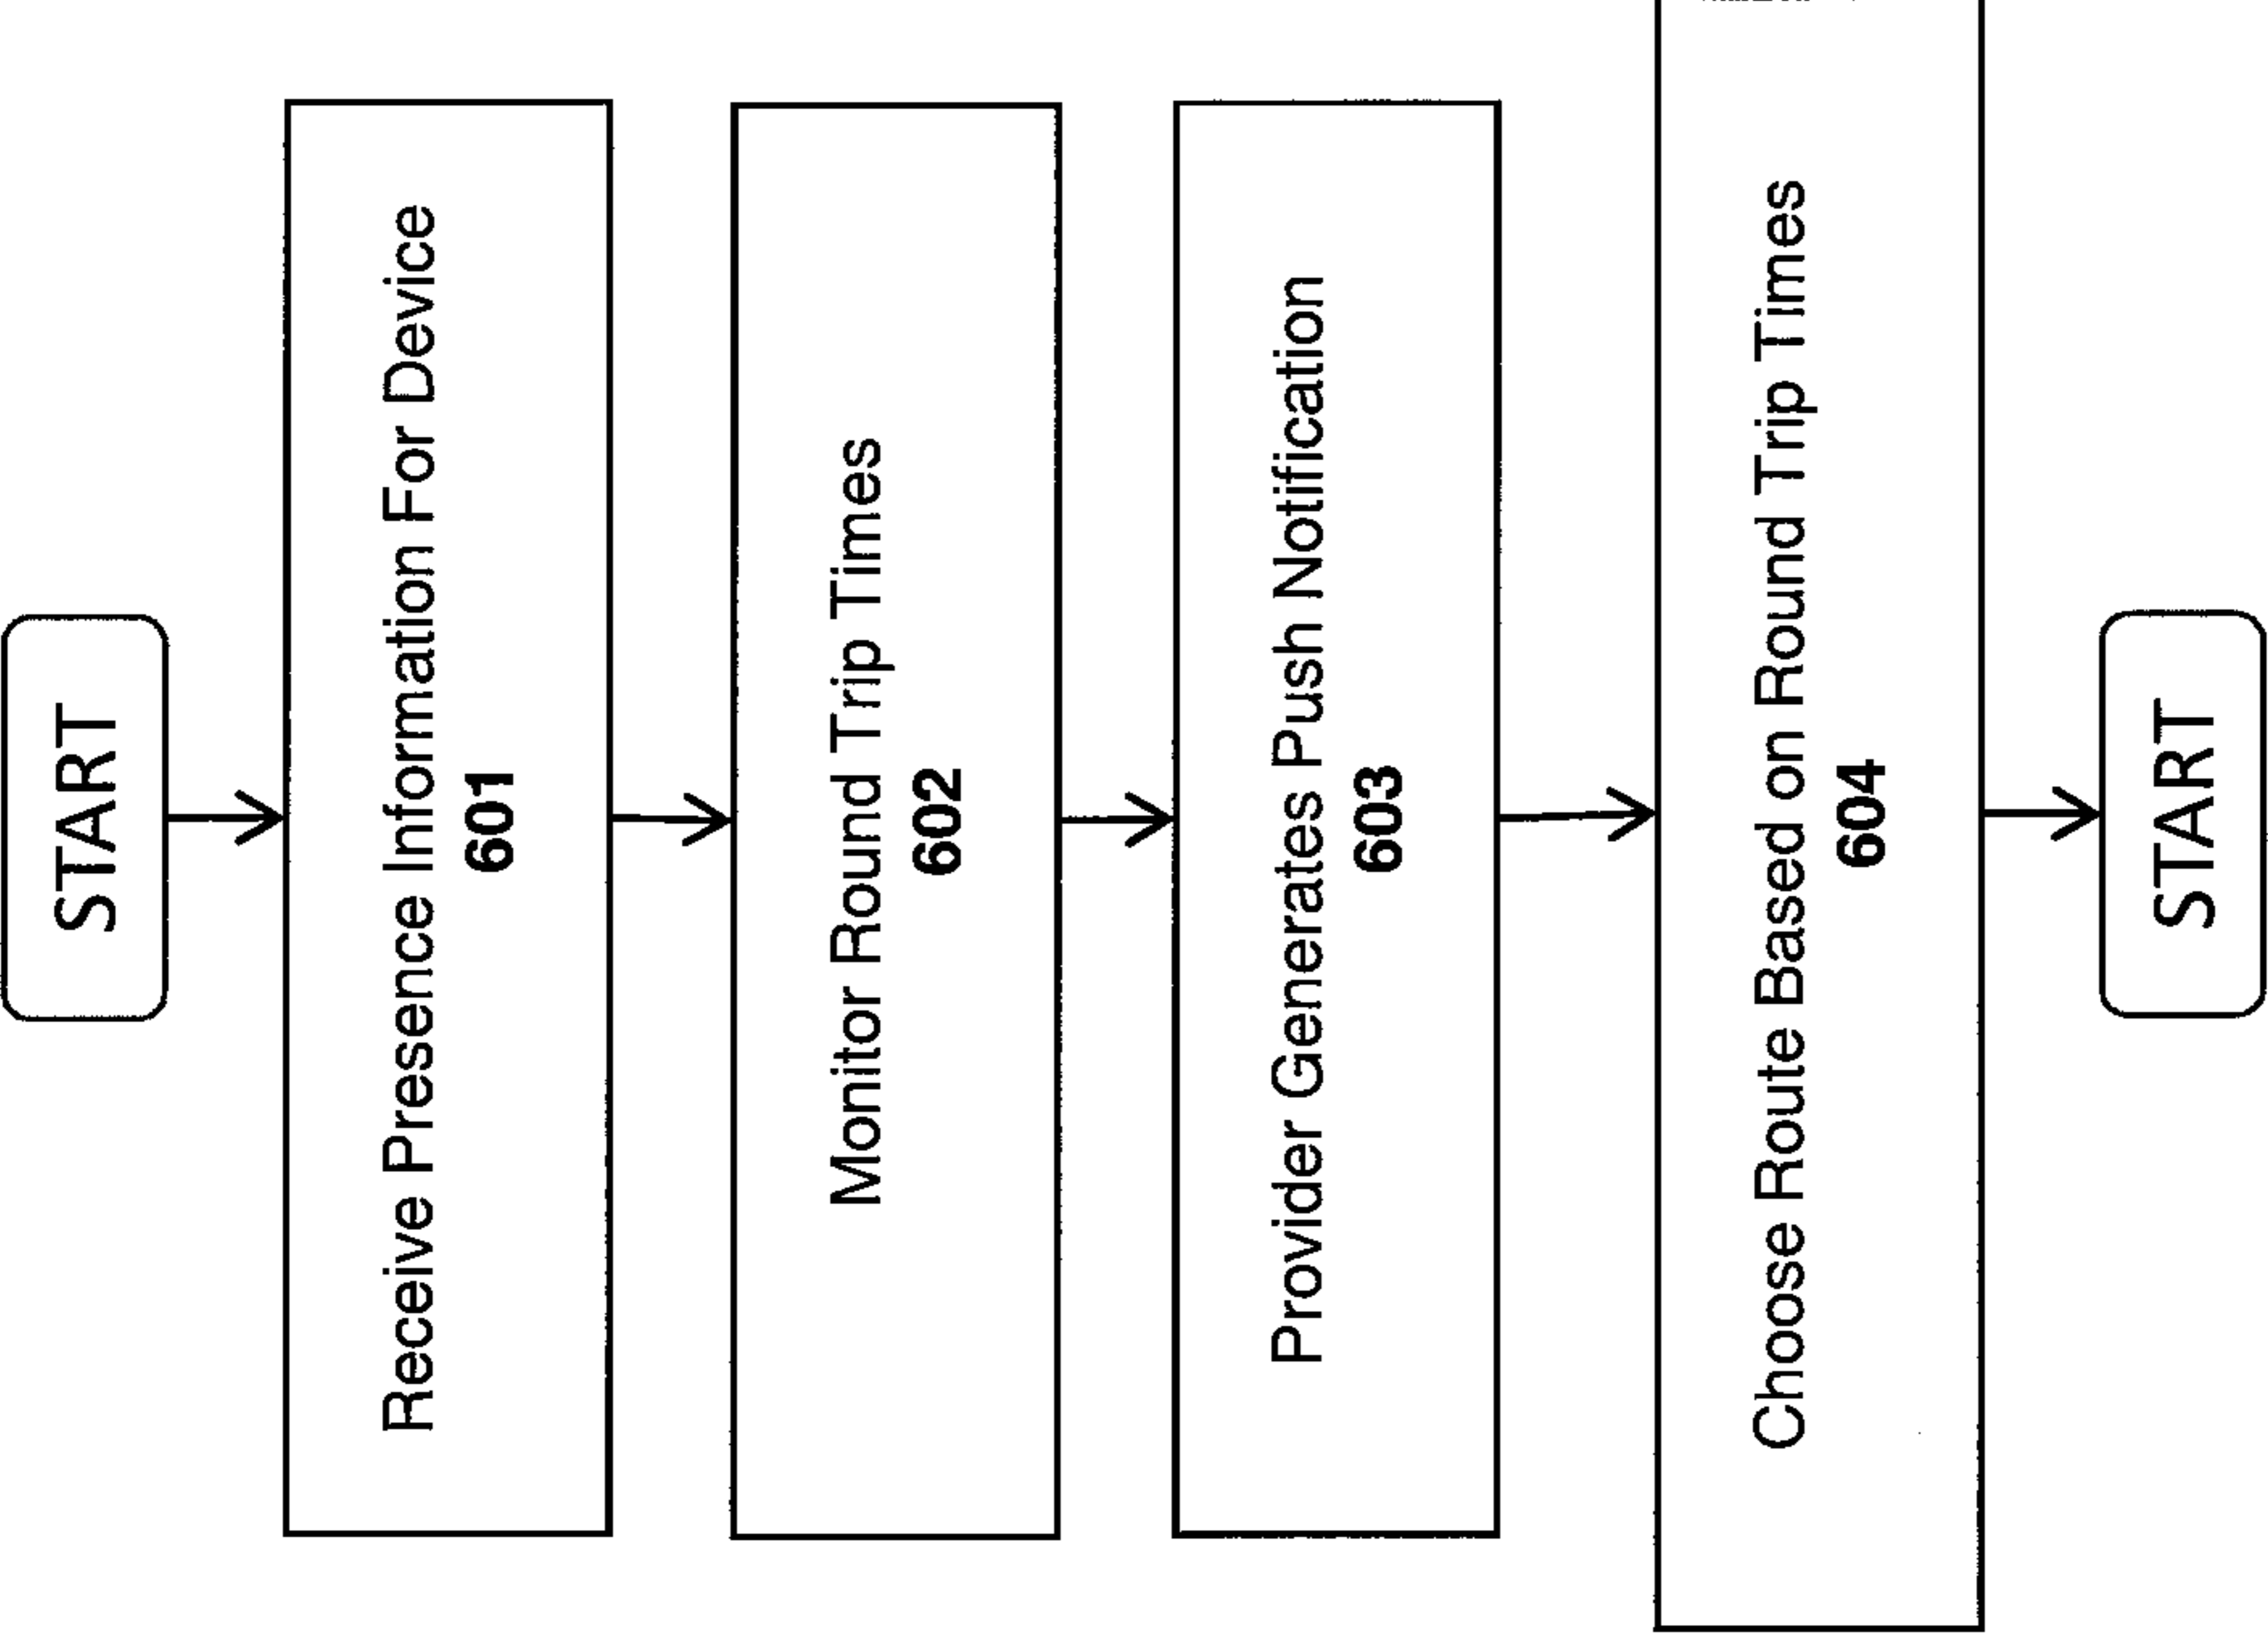 START
Receive Presence Information For Device
601
Monitor Round Trip Times
602
Provider Generates Push Notification
603
Choose Route Based on Round Trip Times
604
START